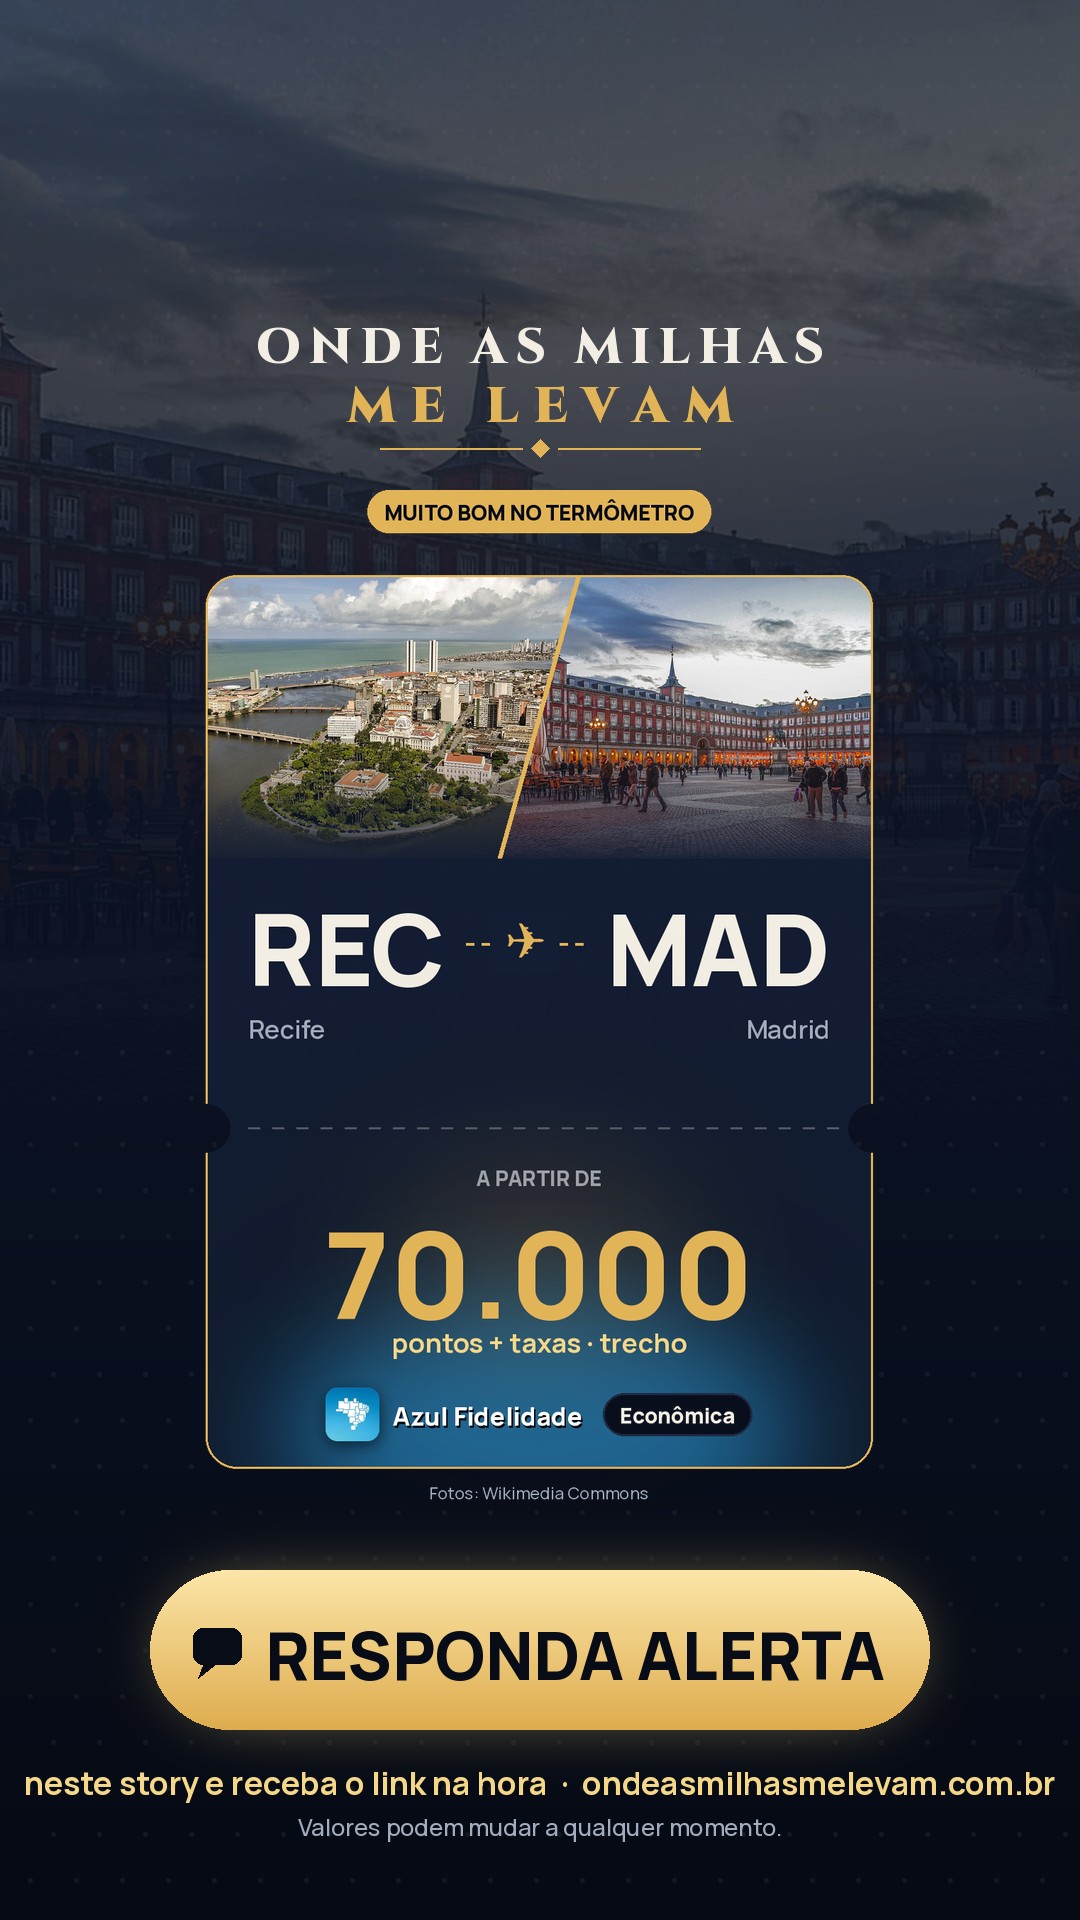 ONDE AS MILHAS
ME LEVAM
MUITO BOM NO TERMÔMETRO
REC -- ✈ -- MAD
Recife Madrid
A PARTIR DE
70.000
pontos + taxas · trecho
Azul Fidelidade Econômica
Fotos: Wikimedia Commons
RESPONDA ALERTA
neste story e receba o link na hora · ondeasmilhasmelevam.com.br
Valores podem mudar a qualquer momento.